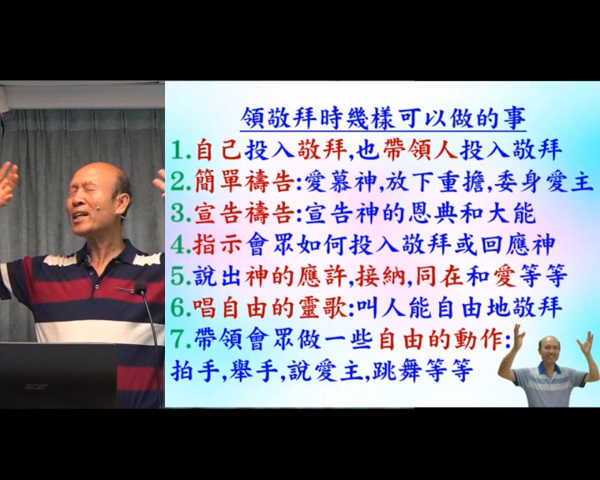 領敬拜時幾樣可以做的事
1.自己投入敬拜,也帶領人投入敬拜
2.簡單禱告:愛慕神,放下重擔,委身愛主
3.宣告禱告:宣告神的恩典和大能
4.指示會眾如何投入敬拜或回應神
5.說出神的應許,接納,同在和愛等等
6.唱自由的靈歌:叫人能自由地敬拜
7.帶領會眾做一些自由的動作:
拍手,舉手,說愛主,跳舞等等
acer